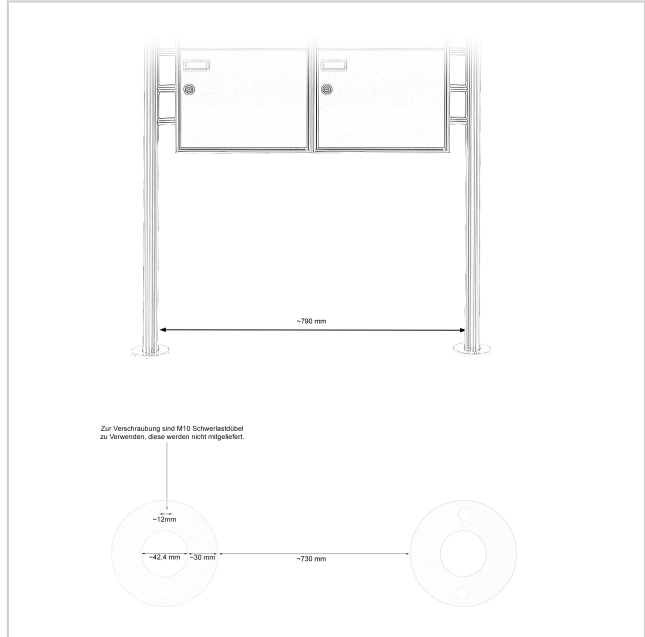 ~790 mm
Zur Verschraubung sind M10 Schwerlastdübel
zu Verwenden, diese werden nicht mitgeliefert.
~12mm
~42,4 mm
~30 mm
~730 mm